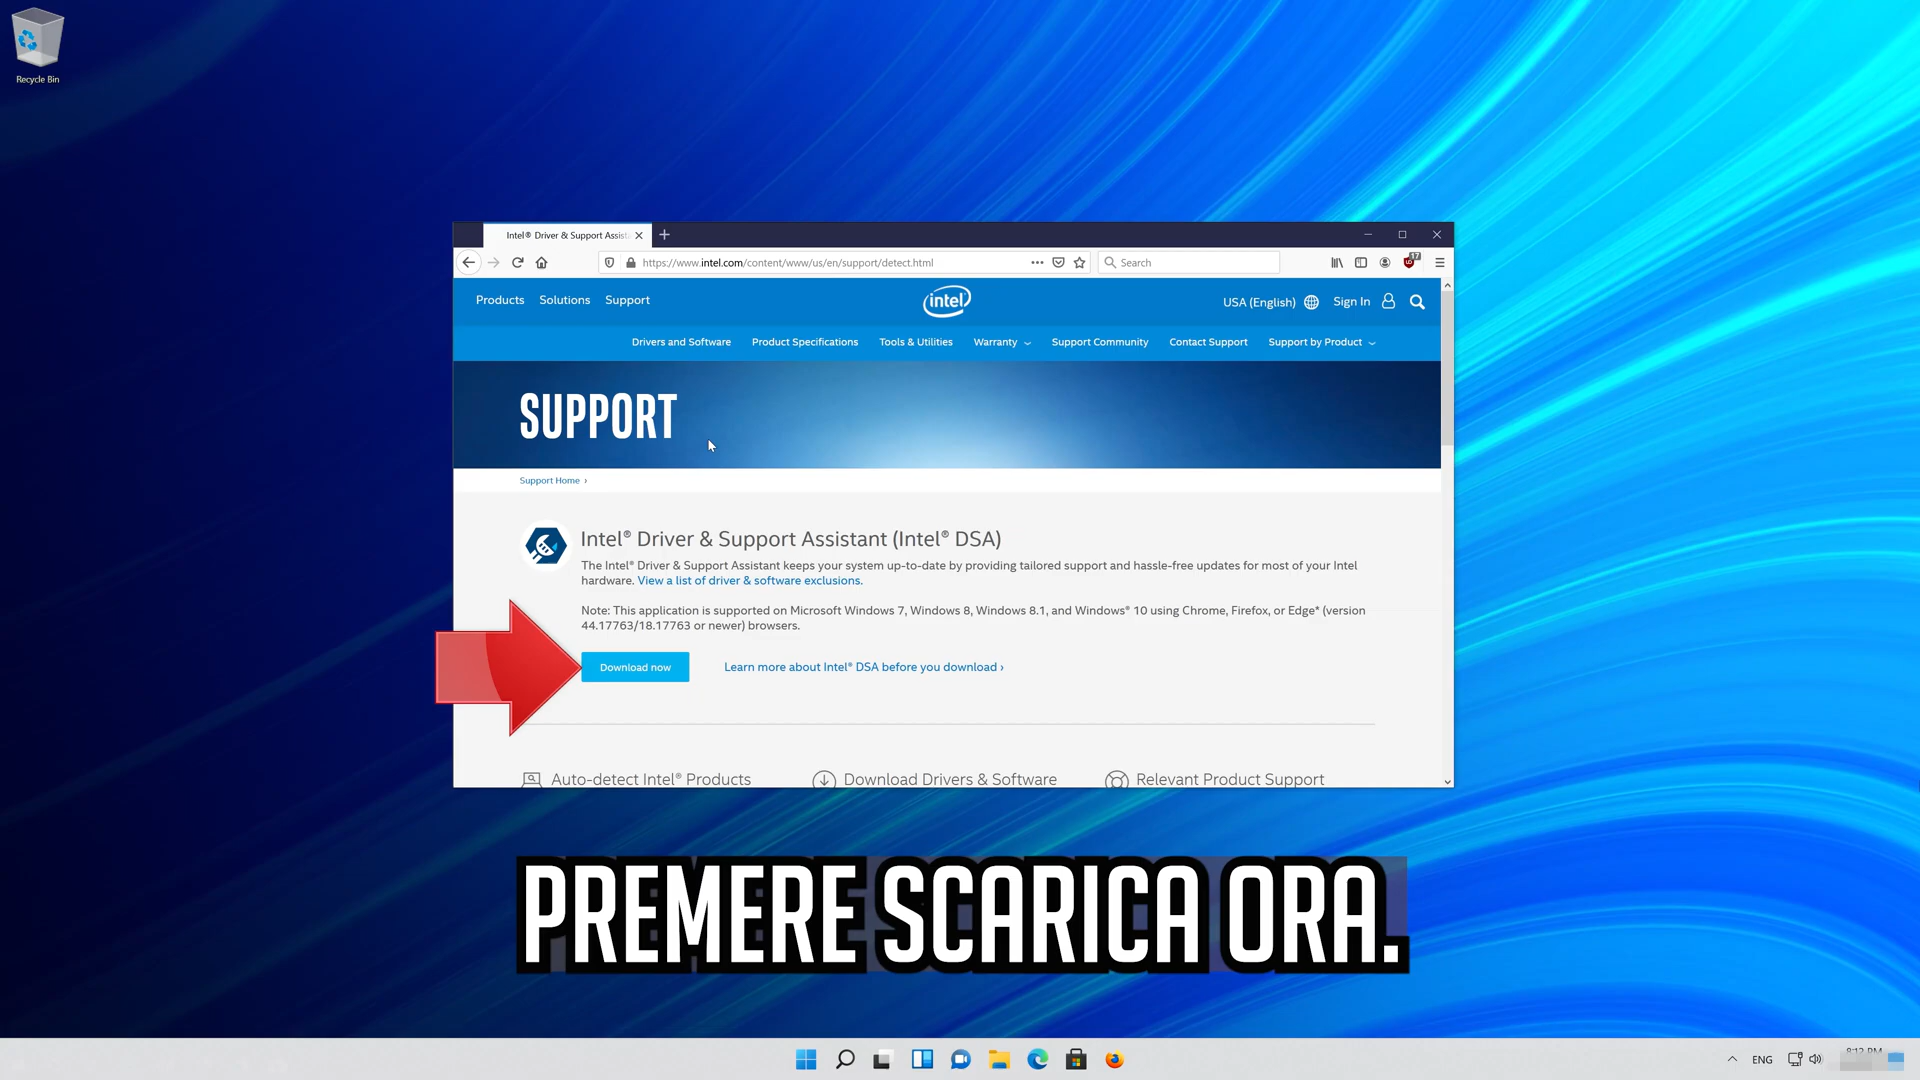 Recycle Bin
Intel® Driver & Support Assist
https://www.intel.com/content/www/us/en/support/detect.html
Search
17
Products Solutions Support
intel
USA (English) Sign In
Drivers and Software Product Specifications Tools & Utilities Warranty Support Community Contact Support Support by Product
SUPPORT
Support Home ›
Intel® Driver & Support Assistant (Intel® DSA)
The Intel® Driver & Support Assistant keeps your system up-to-date by providing tailored support and hassle-free updates for most of your Intel
hardware. View a list of driver & software exclusions.
Note: This application is supported on Microsoft Windows 7, Windows 8, Windows 8.1, and Windows® 10 using Chrome, Firefox, or Edge* (version
44.17763/18.17763 or newer) browsers.
Download now
Learn more about Intel® DSA before you download ›
Auto-detect Intel® Products Download Drivers & Software Relevant Product Support
PREMERE SCARICA ORA.
ENG